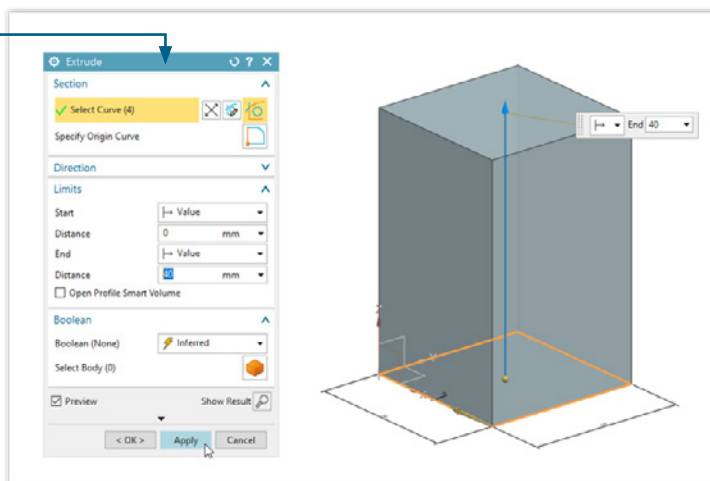 Extrude
Section
Select Curve (4)
Specify Origin Curve
Direction
Limits
Start Value
Distance 0 mm
End Value
Distance 40 mm
Open Profile Smart Volume
Boolean
Boolean (None) Inferred
Select Body (0)
Preview Show Result
< OK > Apply Cancel
End 40